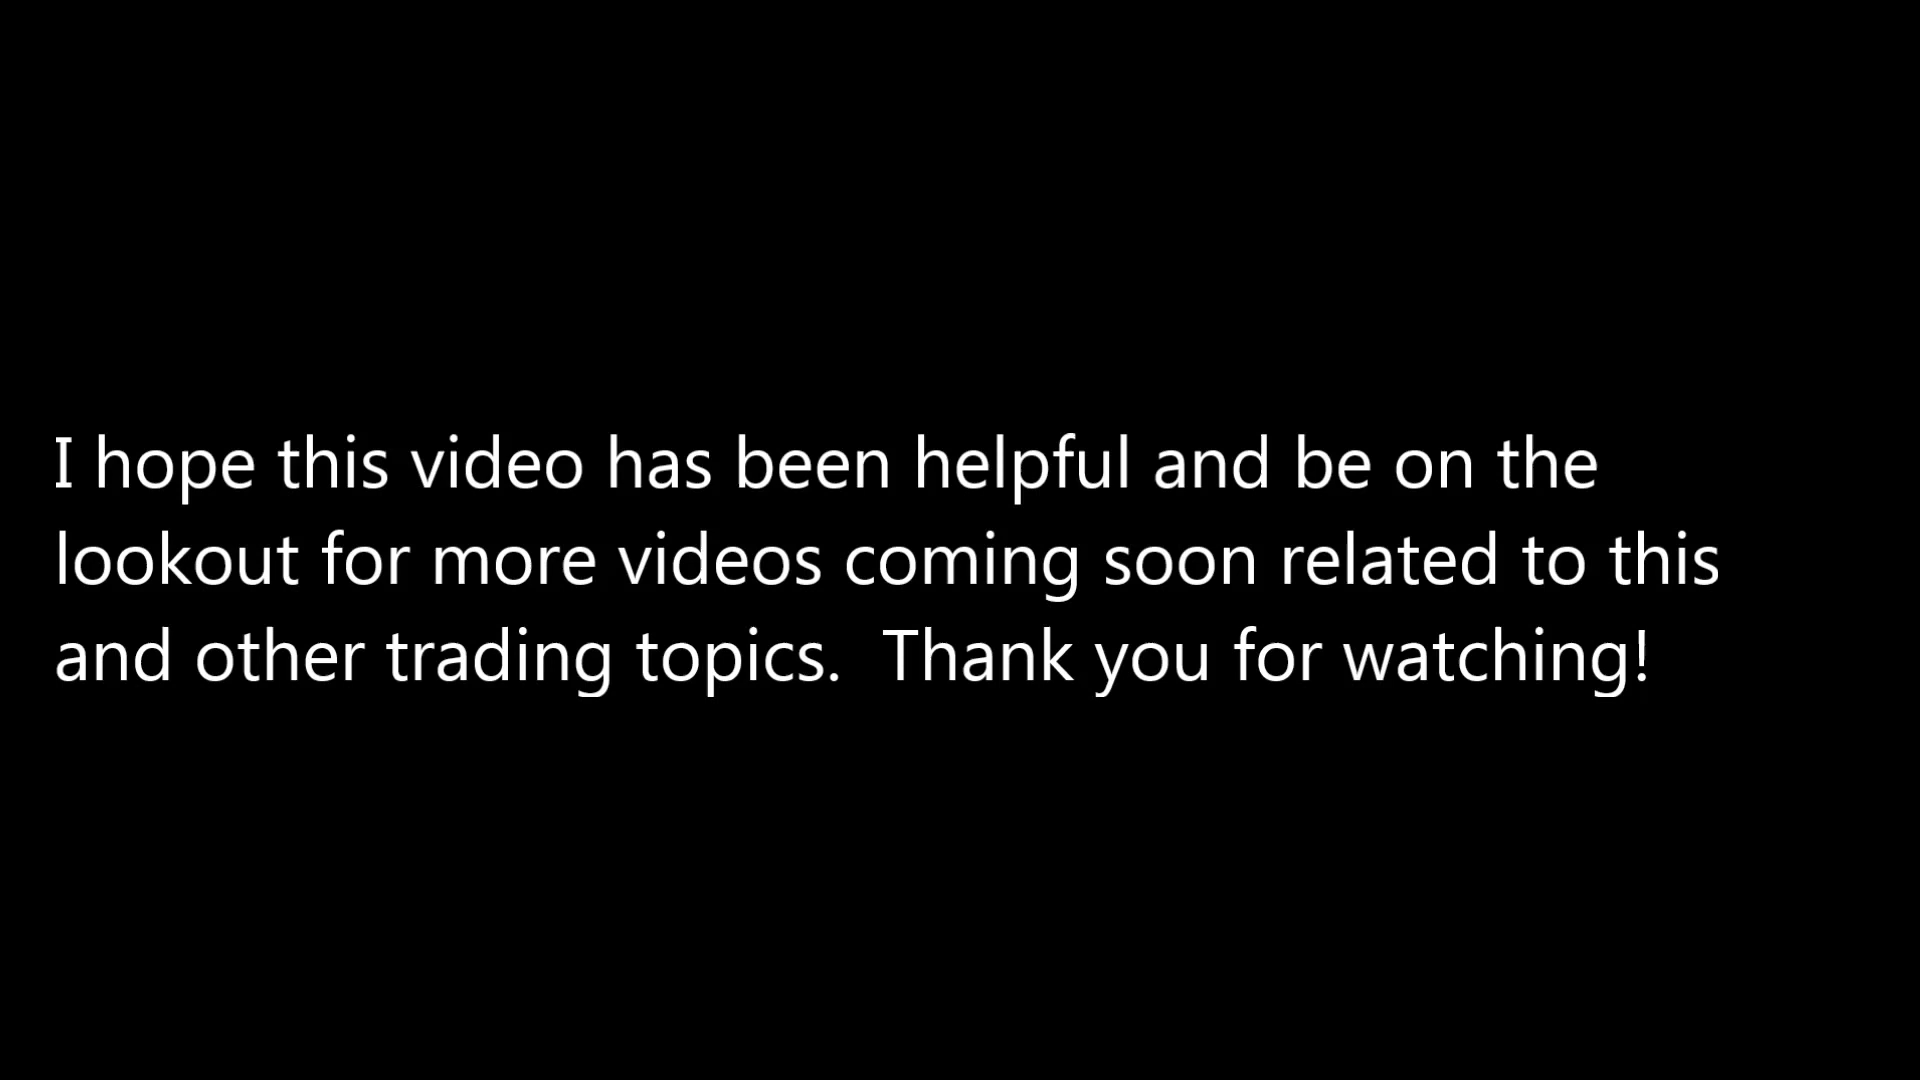 I hope this video has been helpful and be on the
lookout for more videos coming soon related to this
and other trading topics.  Thank you for watching!